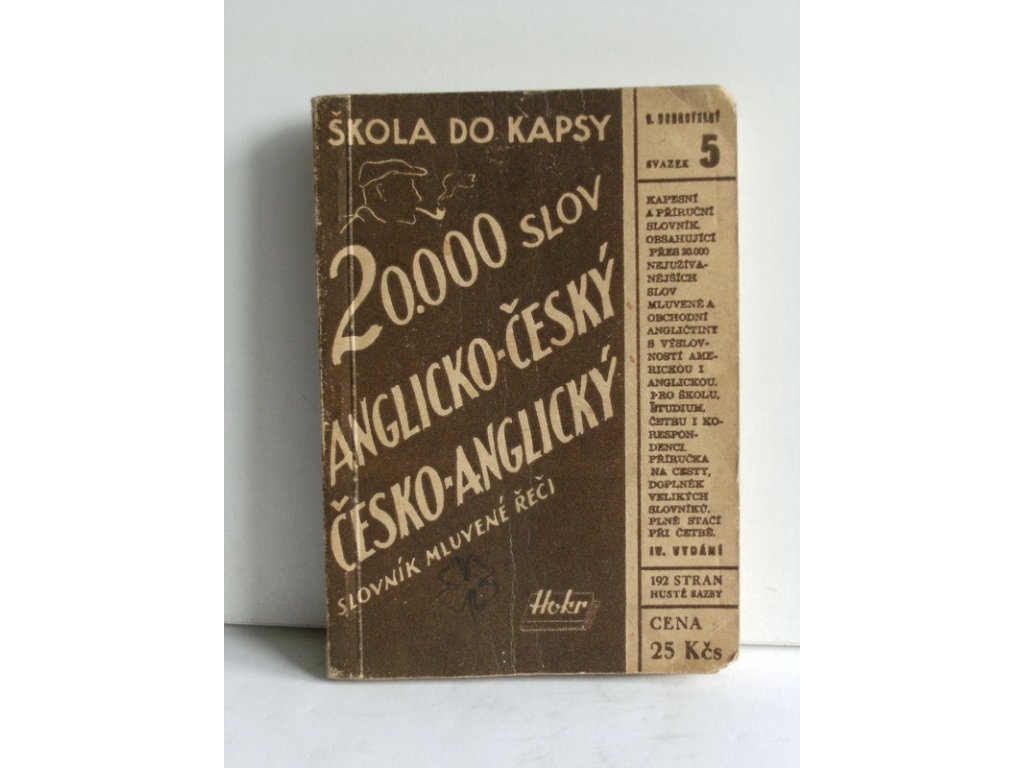 ŠKOLA DO KAPSY
20.000 SLOV
ANGLICKO-ČESKÝ
ČESKO-ANGLICKÝ
SLOVNÍK MLUVENÉ ŘEČI
Hokr
DOBROVSKÝ
SVAZEK 5
KAPESNÍ
A PŘÍRUČNÍ
SLOVNÍK,
OBSAHUJÍCÍ
PŘES 20.000
NEJUŽÍVA-
NĚJŠÍCH
SLOV
MLUVENÉ A
OBCHODNÍ
ANGLIČTINY
S VÝSLOV-
NOSTÍ AME-
RICKOU I
ANGLICKOU.
PRO ŠKOLU,
STUDIUM,
ČETBU I KO-
RESPON-
DENCI.
PŘÍRUČKA
NA CESTY,
DOPLNĚK
VELIKÝCH
SLOVNÍKŮ.
PLNĚ STAČÍ
PŘI ČETBĚ.
IV. VYDÁNÍ
192 STRAN
HUSTÉ SAZBY
CENA
25 Kčs